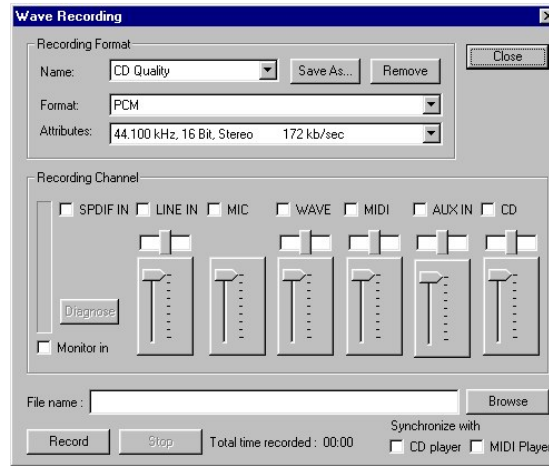 Wave Recording
Recording Format
Name: CD Quality Save As... Remove Close
Format: PCM
Attributes: 44.100 kHz, 16 Bit, Stereo 172 kb/sec
Recording Channel
SPDIF IN LINE IN MIC WAVE MIDI AUX IN CD
Diagnose
Monitor in
File name : Browse
Record Stop Total time recorded : 00:00 Synchronize with
CD player MIDI Player